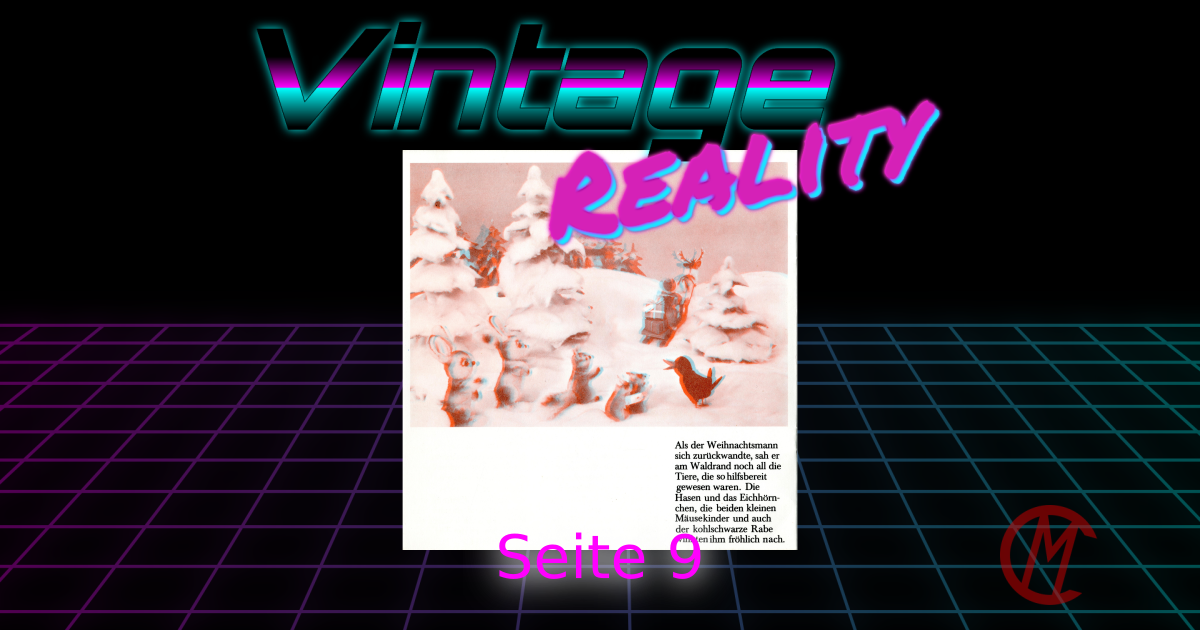 Vintage
REALITY
Als der Weihnachtsmann
sich zurückwandte, sah er
am Waldrand noch all die
Tiere, die so hilfsbereit
gewesen waren. Die
Hasen und das Eichhörn-
chen, die beiden kleinen
Mäusekinder und auch
der kohlschwarze Rabe
ihm fröhlich nach.
Seite 9